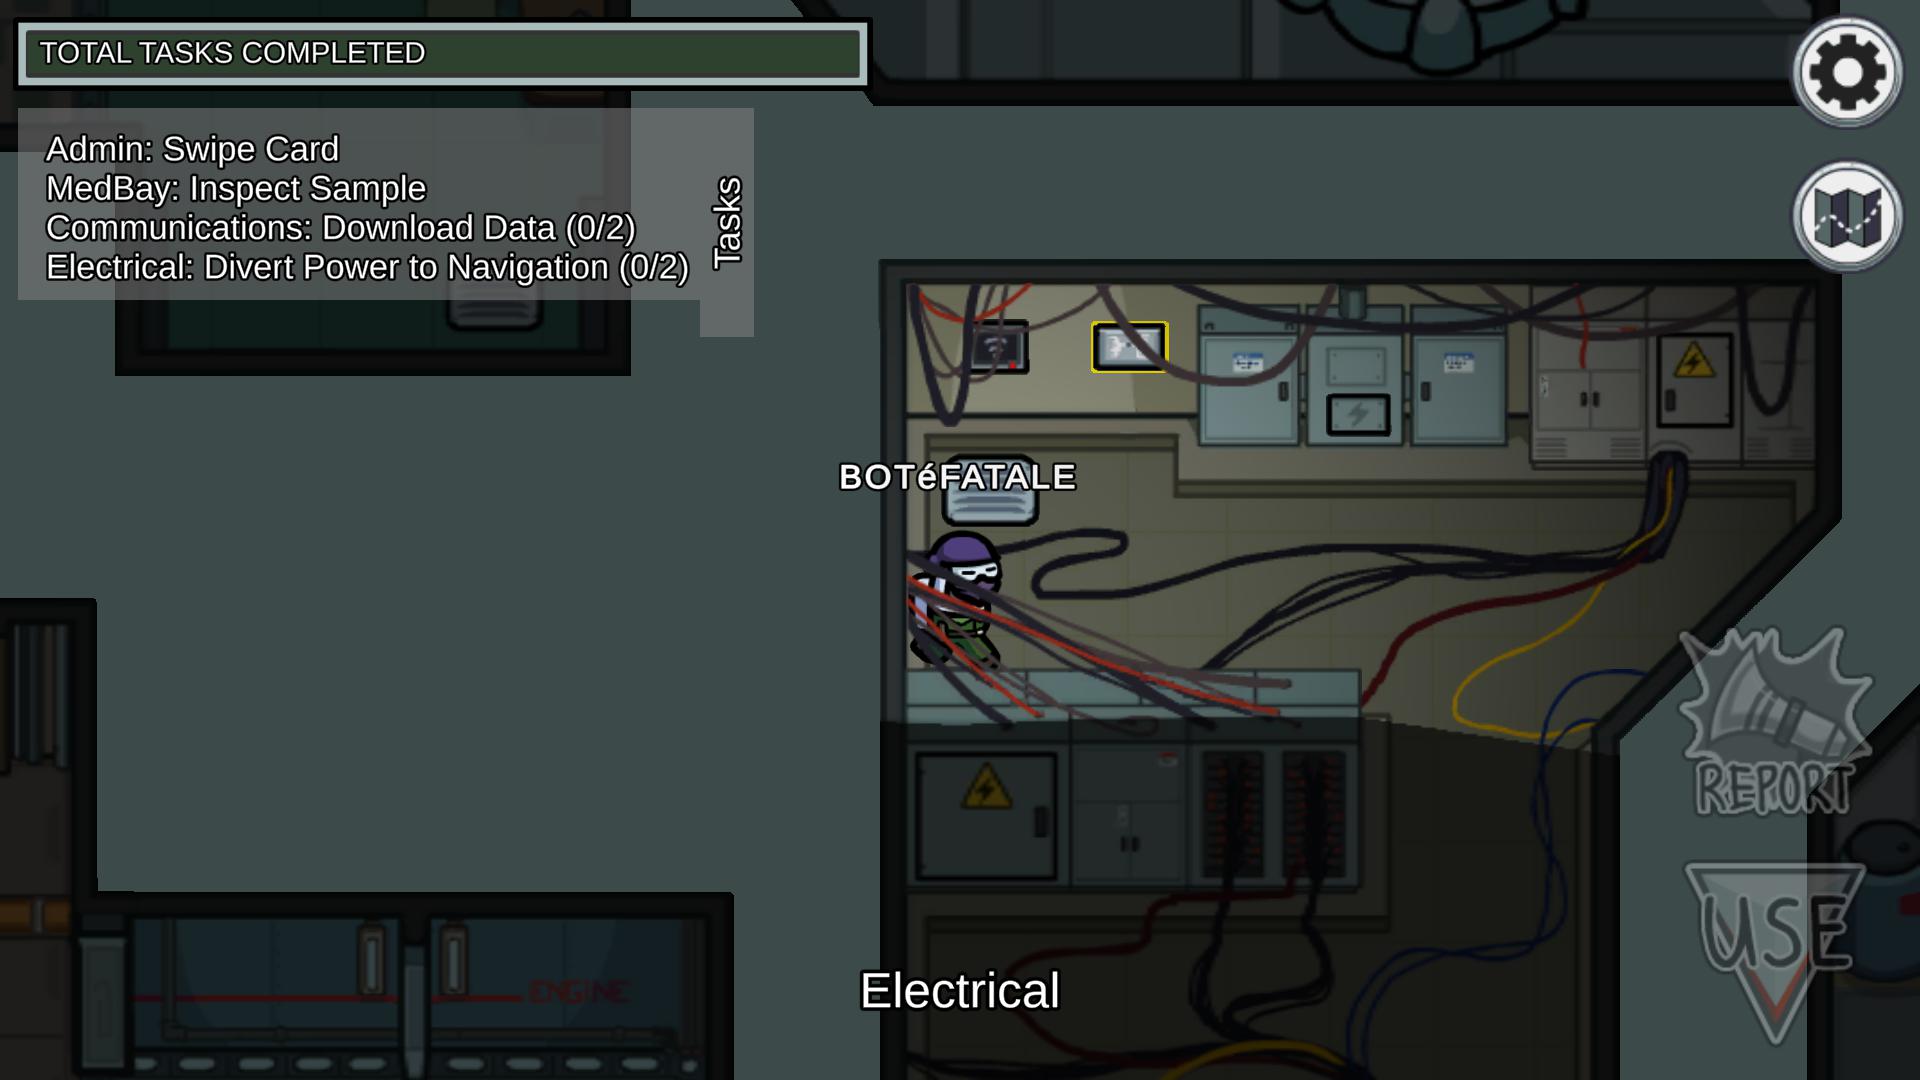 TOTAL TASKS COMPLETED
Admin: Swipe Card
MedBay: Inspect Sample
Communications: Download Data (0/2)
Electrical: Divert Power to Navigation (0/2)
Tasks
BOTéFATALE
REPORT
USE
ENGINE
Electrical